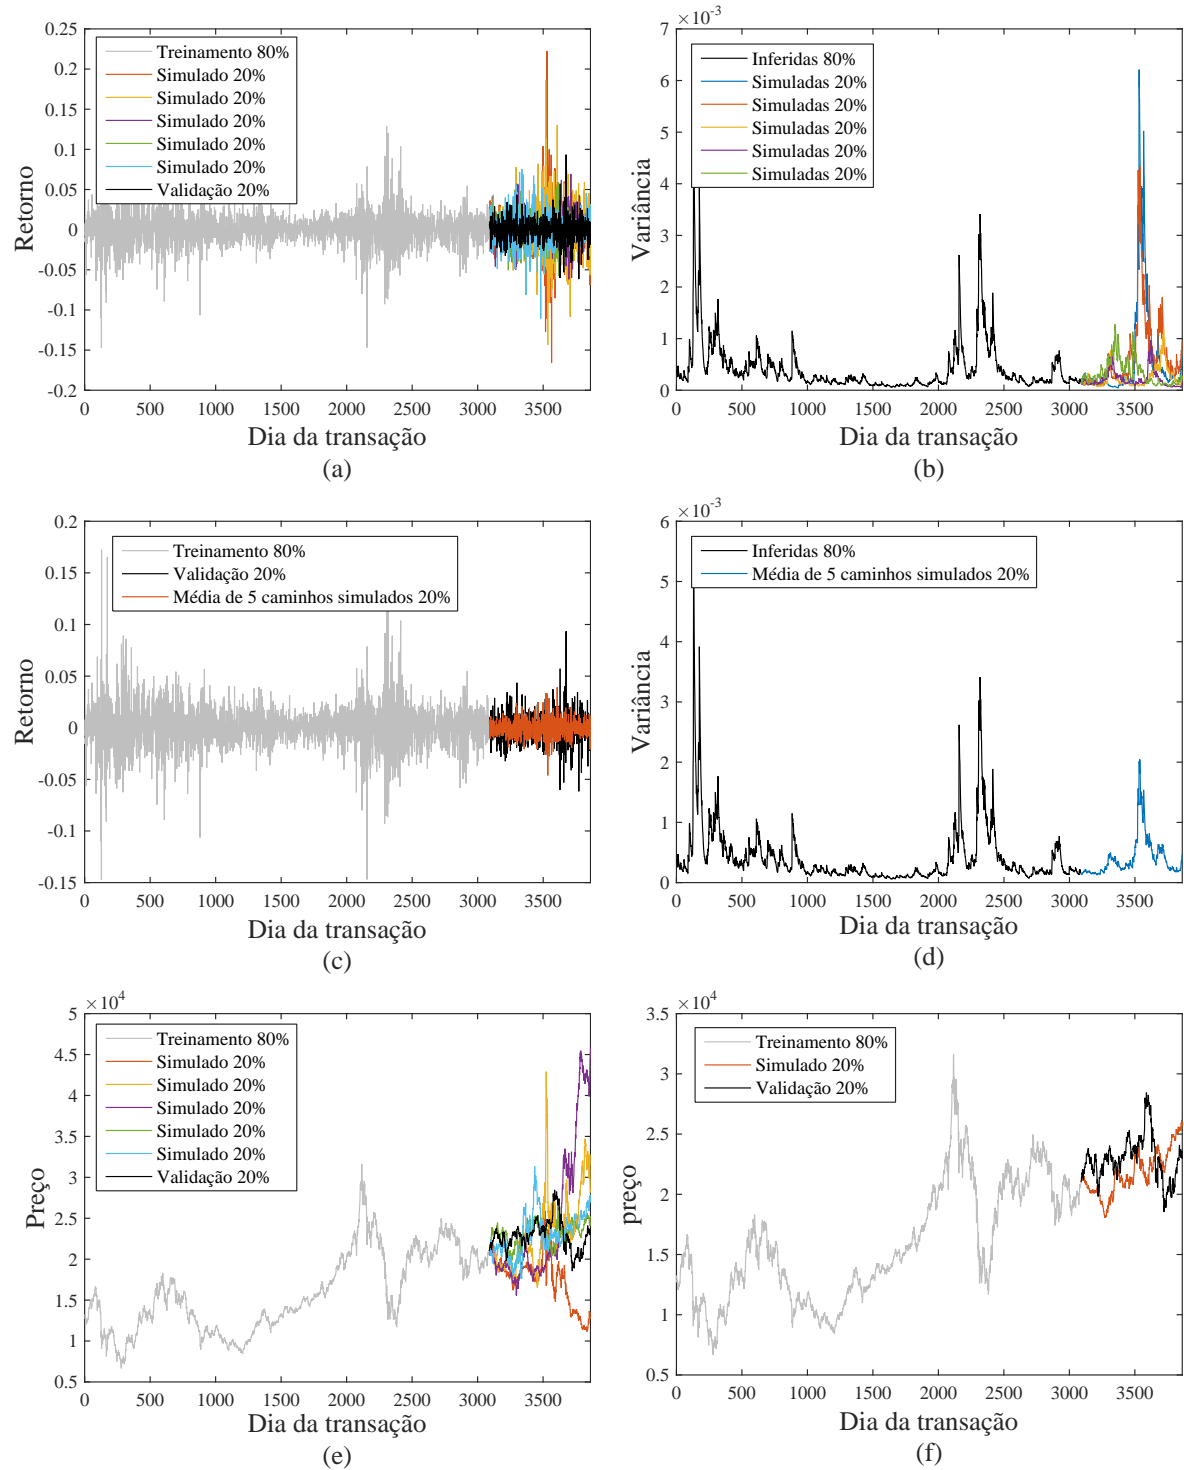 0.25
0.2
0.15
0.1
0.05
0
-0.05
-0.1
-0.15
-0.2
Retorno
Treinamento 80%
Simulado 20%
Simulado 20%
Simulado 20%
Simulado 20%
Simulado 20%
Validação 20%
0 500 1000 1500 2000 2500 3000 3500
Dia da transação
(a)
×10⁻³
7
6
5
4
3
2
1
0
Variância
Inferidas 80%
Simuladas 20%
Simuladas 20%
Simuladas 20%
Simuladas 20%
Simuladas 20%
0 500 1000 1500 2000 2500 3000 3500
Dia da transação
(b)
0.2
0.15
0.1
0.05
0
-0.05
-0.1
-0.15
Retorno
Treinamento 80%
Validação 20%
Média de 5 caminhos simulados 20%
0 500 1000 1500 2000 2500 3000 3500
Dia da transação
(c)
×10⁻³
6
5
4
3
2
1
0
Variância
Inferidas 80%
Média de 5 caminhos simulados 20%
0 500 1000 1500 2000 2500 3000 3500
Dia da transação
(d)
×10⁴
5
4.5
4
3.5
3
2.5
2
1.5
1
0.5
Preço
Treinamento 80%
Simulado 20%
Simulado 20%
Simulado 20%
Simulado 20%
Simulado 20%
Validação 20%
0 500 1000 1500 2000 2500 3000 3500
Dia da transação
(e)
×10⁴
3.5
3
2.5
2
1.5
1
0.5
preço
Treinamento 80%
Simulado 20%
Validação 20%
0 500 1000 1500 2000 2500 3000 3500
Dia da transação
(f)